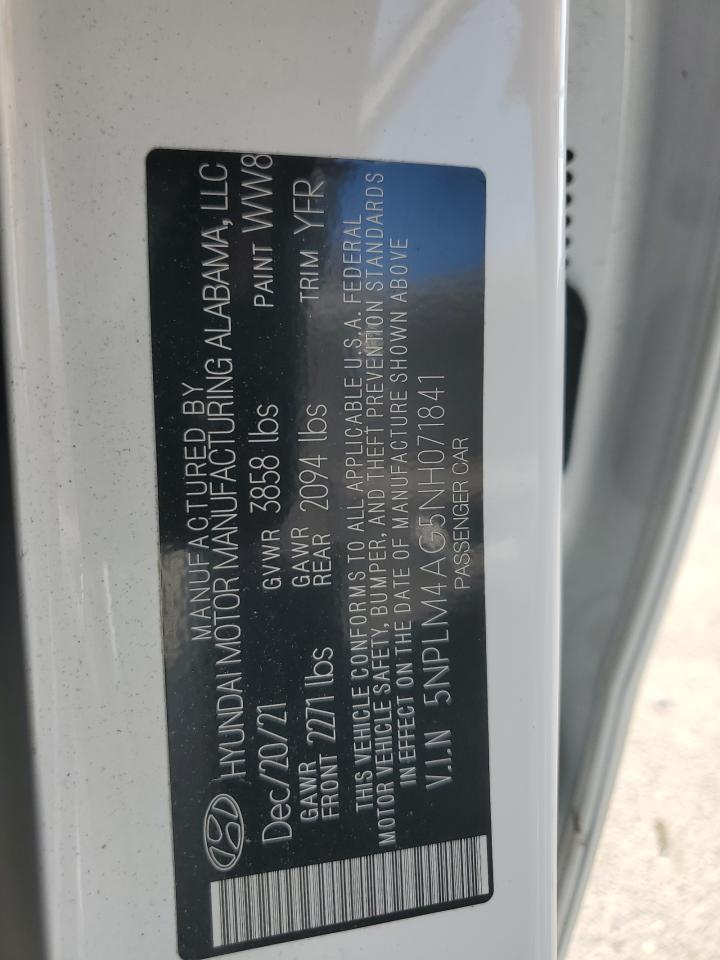 MANUFACTURED BY
HYUNDAI MOTOR MANUFACTURING ALABAMA, LLC
Dec/20/21 GVWR 3858 lbs PAINT WW8
GAWR FRONT 2271 lbs GAWR REAR 2094 lbs TRIM YFR
THIS VEHICLE CONFORMS TO ALL APPLICABLE U.S.A. FEDERAL
MOTOR VEHICLE SAFETY, BUMPER, AND THEFT PREVENTION STANDARDS
IN EFFECT ON THE DATE OF MANUFACTURE SHOWN ABOVE
V.I.N 5NPLM4AG5NH071841
PASSENGER CAR